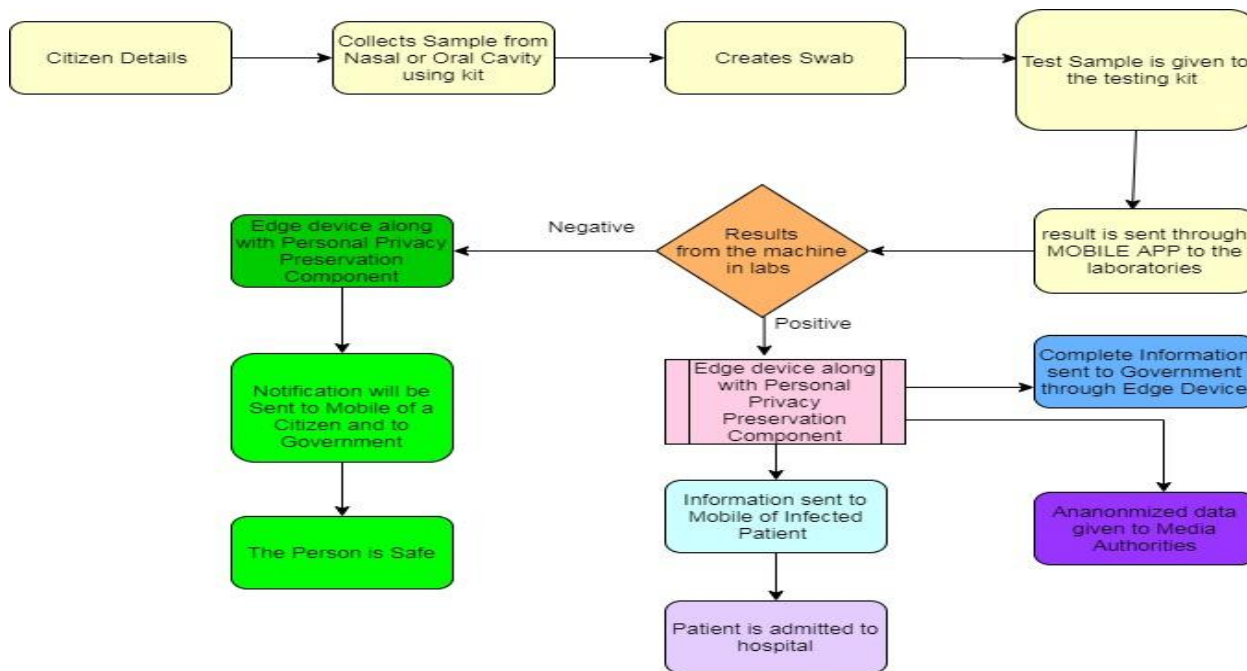 Citizen Details
Collects Sample from
Nasal or Oral Cavity
using kit
Creates Swab
Test Sample is given to
the testing kit
result is sent through
MOBILE APP to the
laboratories
Results
from the machine
in labs
Negative
Edge device along
with Personal Privacy
Preservation
Component
Notification will be
Sent to Mobile of a
Citizen and to
Government
The Person is Safe
Positive
Edge device along
with Personal
Privacy
Preservation
Component
Complete Information
sent to Government
through Edge Device
Ananonmized data
given to Media
Authorities
Information sent to
Mobile of Infected
Patient
Patient is admitted to
hospital